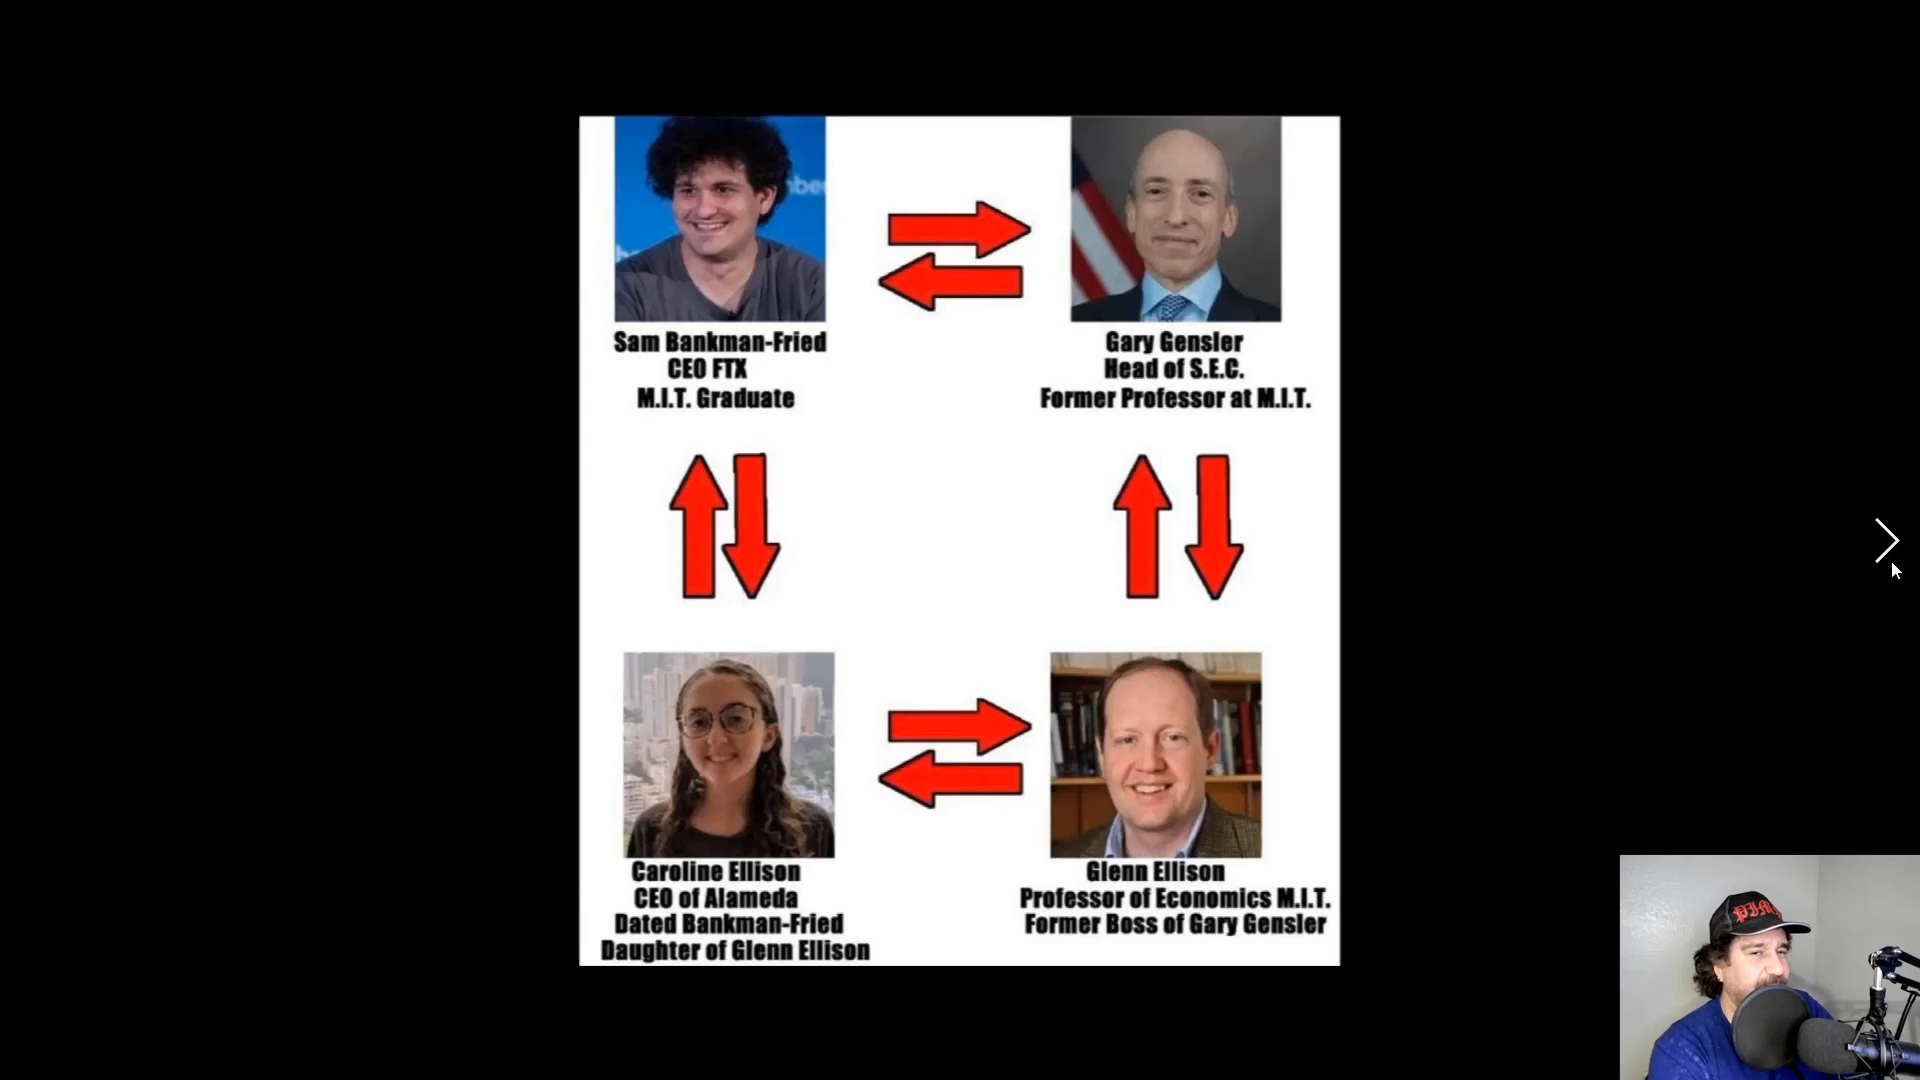 Sam Bankman-Fried
CEO FTX
M.I.T. Graduate
Gary Gensler
Head of S.E.C.
Former Professor at M.I.T.
Caroline Ellison
CEO of Alameda
Dated Bankman-Fried
Daughter of Glenn Ellison
Glenn Ellison
Professor of Economics M.I.T.
Former Boss of Gary Gensler